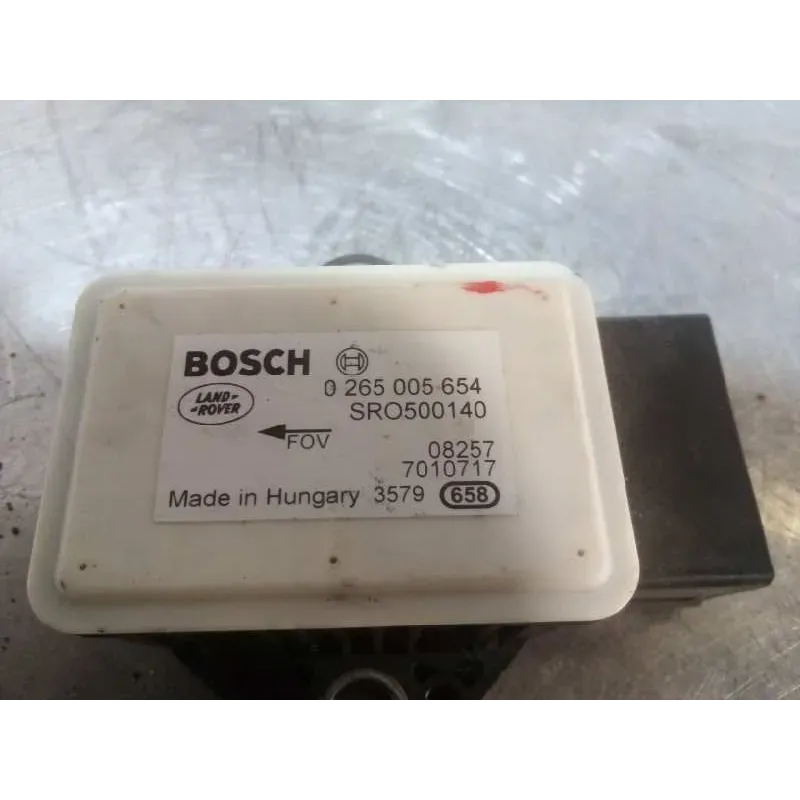 BOSCH
0 265 005 654
LAND-
-ROVER
SRO500140
FOV
08257
7010717
Made in Hungary 3579 658